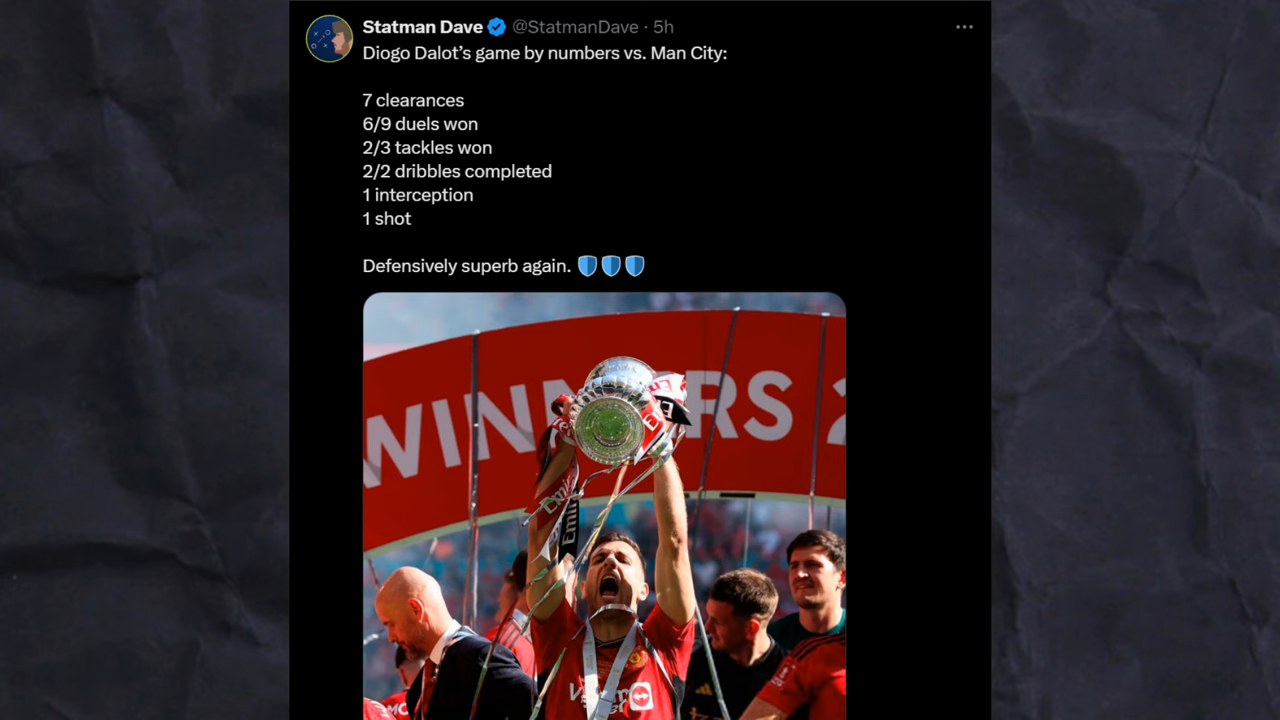 Statman Dave @StatmanDave · 5h
Diogo Dalot’s game by numbers vs. Man City:
7 clearances
6/9 duels won
2/3 tackles won
2/2 dribbles completed
1 interception
1 shot
Defensively superb again.
Emirates